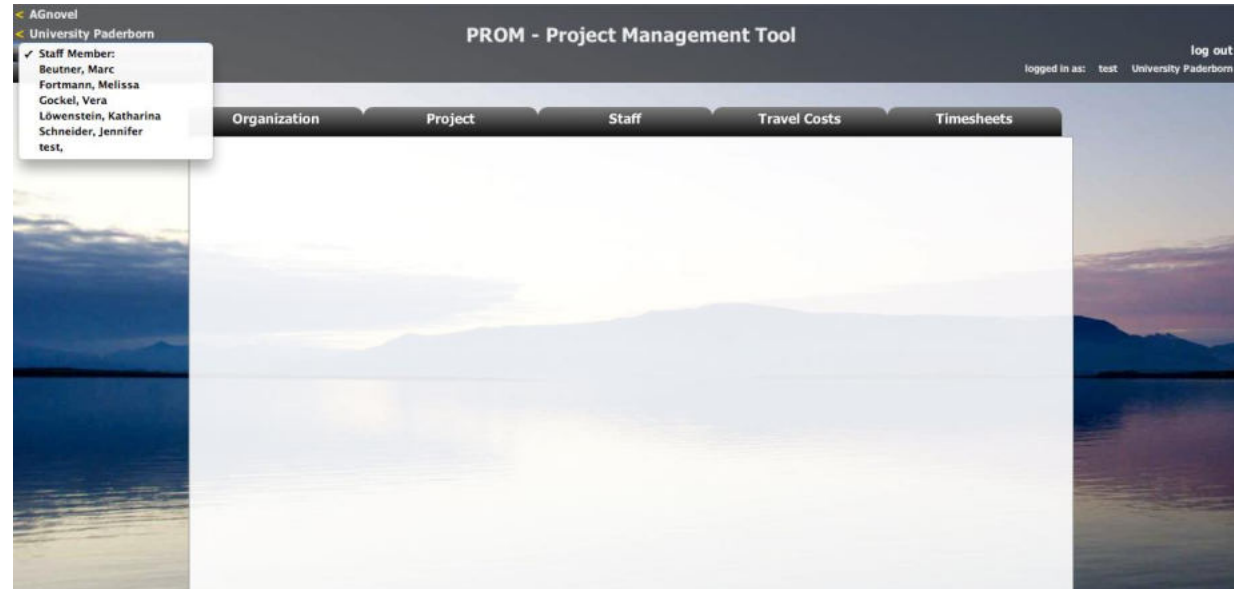 < AGnovel
< University Paderborn
PROM - Project Management Tool
✓ Staff Member:
Beutner, Marc
Fortmann, Melissa
Gockel, Vera
Löwenstein, Katharina
Schneider, Jennifer
test,
log out
logged in as: test University Paderborn
Organization Project Staff Travel Costs Timesheets